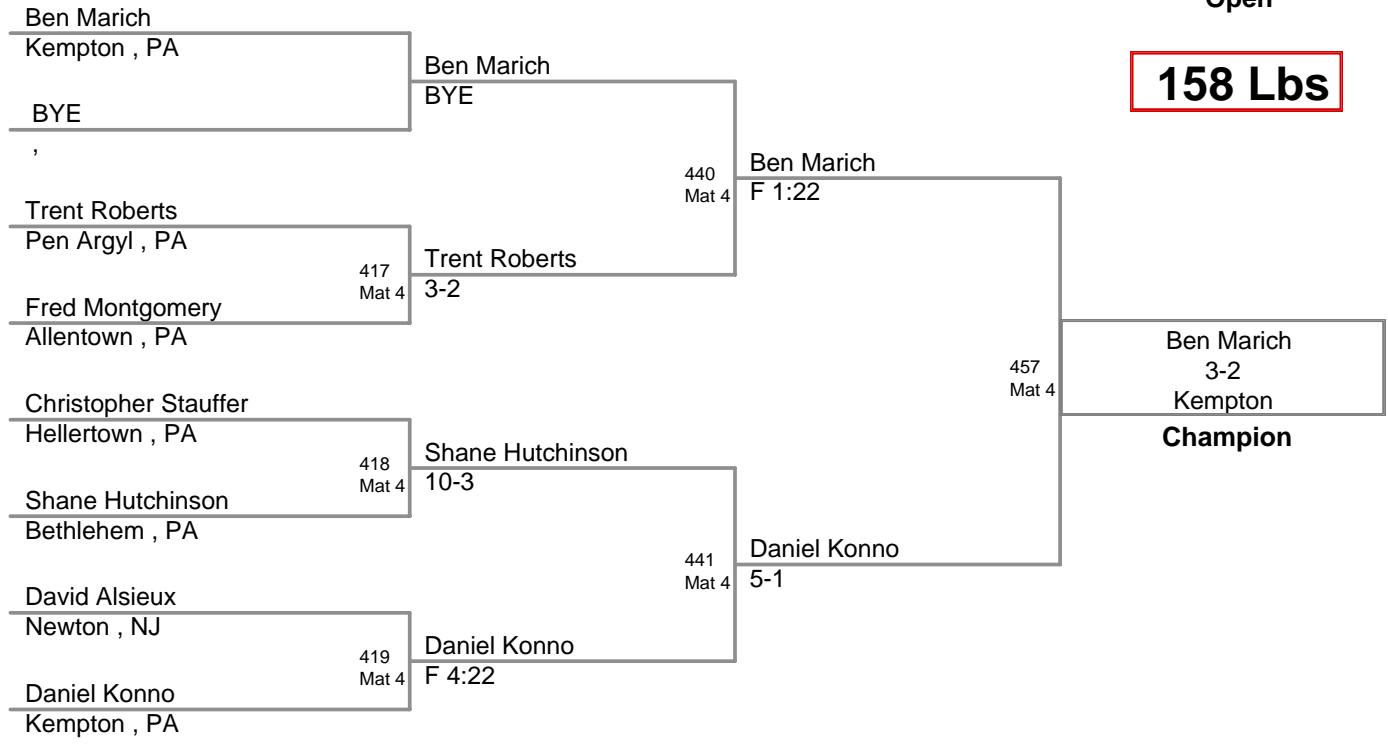 Open
158 Lbs
Ben Marich
Kempton , PA
BYE
,
Trent Roberts
Pen Argyl , PA
Fred Montgomery
Allentown , PA
Christopher Stauffer
Hellertown , PA
Shane Hutchinson
Bethlehem , PA
David Alsieux
Newton , NJ
Daniel Konno
Kempton , PA
Ben Marich
BYE
417
Mat 4
Trent Roberts
3-2
418
Mat 4
Shane Hutchinson
10-3
419
Mat 4
Daniel Konno
F 4:22
440
Mat 4
Ben Marich
F 1:22
441
Mat 4
Daniel Konno
5-1
457
Mat 4
Ben Marich
3-2
Kempton
Champion